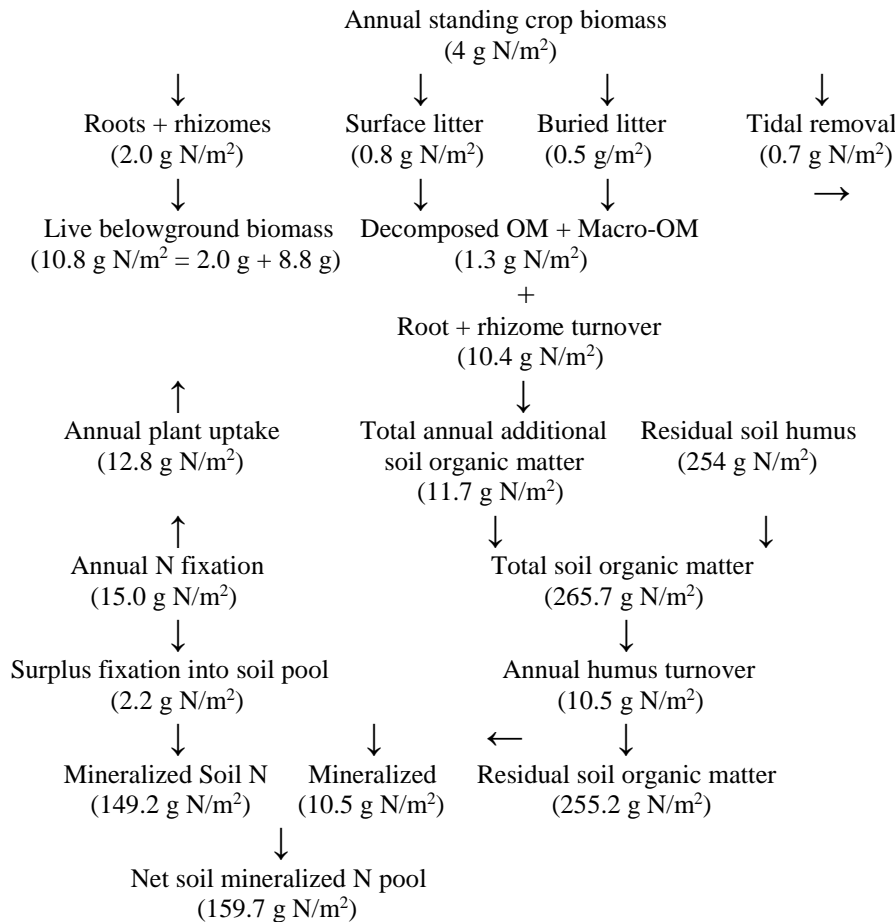 Annual standing crop biomass
(4 g N/m²)
↓ ↓ ↓ ↓
Roots + rhizomes Surface litter Buried litter Tidal removal
(2.0 g N/m²) (0.8 g N/m²) (0.5 g/m²) (0.7 g N/m²)
↓ ↓ ↓ →
Live belowground biomass Decomposed OM + Macro-OM
(10.8 g N/m² = 2.0 g + 8.8 g) (1.3 g N/m²)
+
Root + rhizome turnover
(10.4 g N/m²)
↑ ↓
Annual plant uptake Total annual additional Residual soil humus
(12.8 g N/m²) soil organic matter (254 g N/m²)
(11.7 g N/m²)
↑ ↓ ↓
Annual N fixation Total soil organic matter
(15.0 g N/m²) (265.7 g N/m²)
↓ ↓
Surplus fixation into soil pool Annual humus turnover
(2.2 g N/m²) (10.5 g N/m²)
↓ ↓ ← ↓
Mineralized Soil N Mineralized Residual soil organic matter
(149.2 g N/m²) (10.5 g N/m²) (255.2 g N/m²)
↓
Net soil mineralized N pool
(159.7 g N/m²)